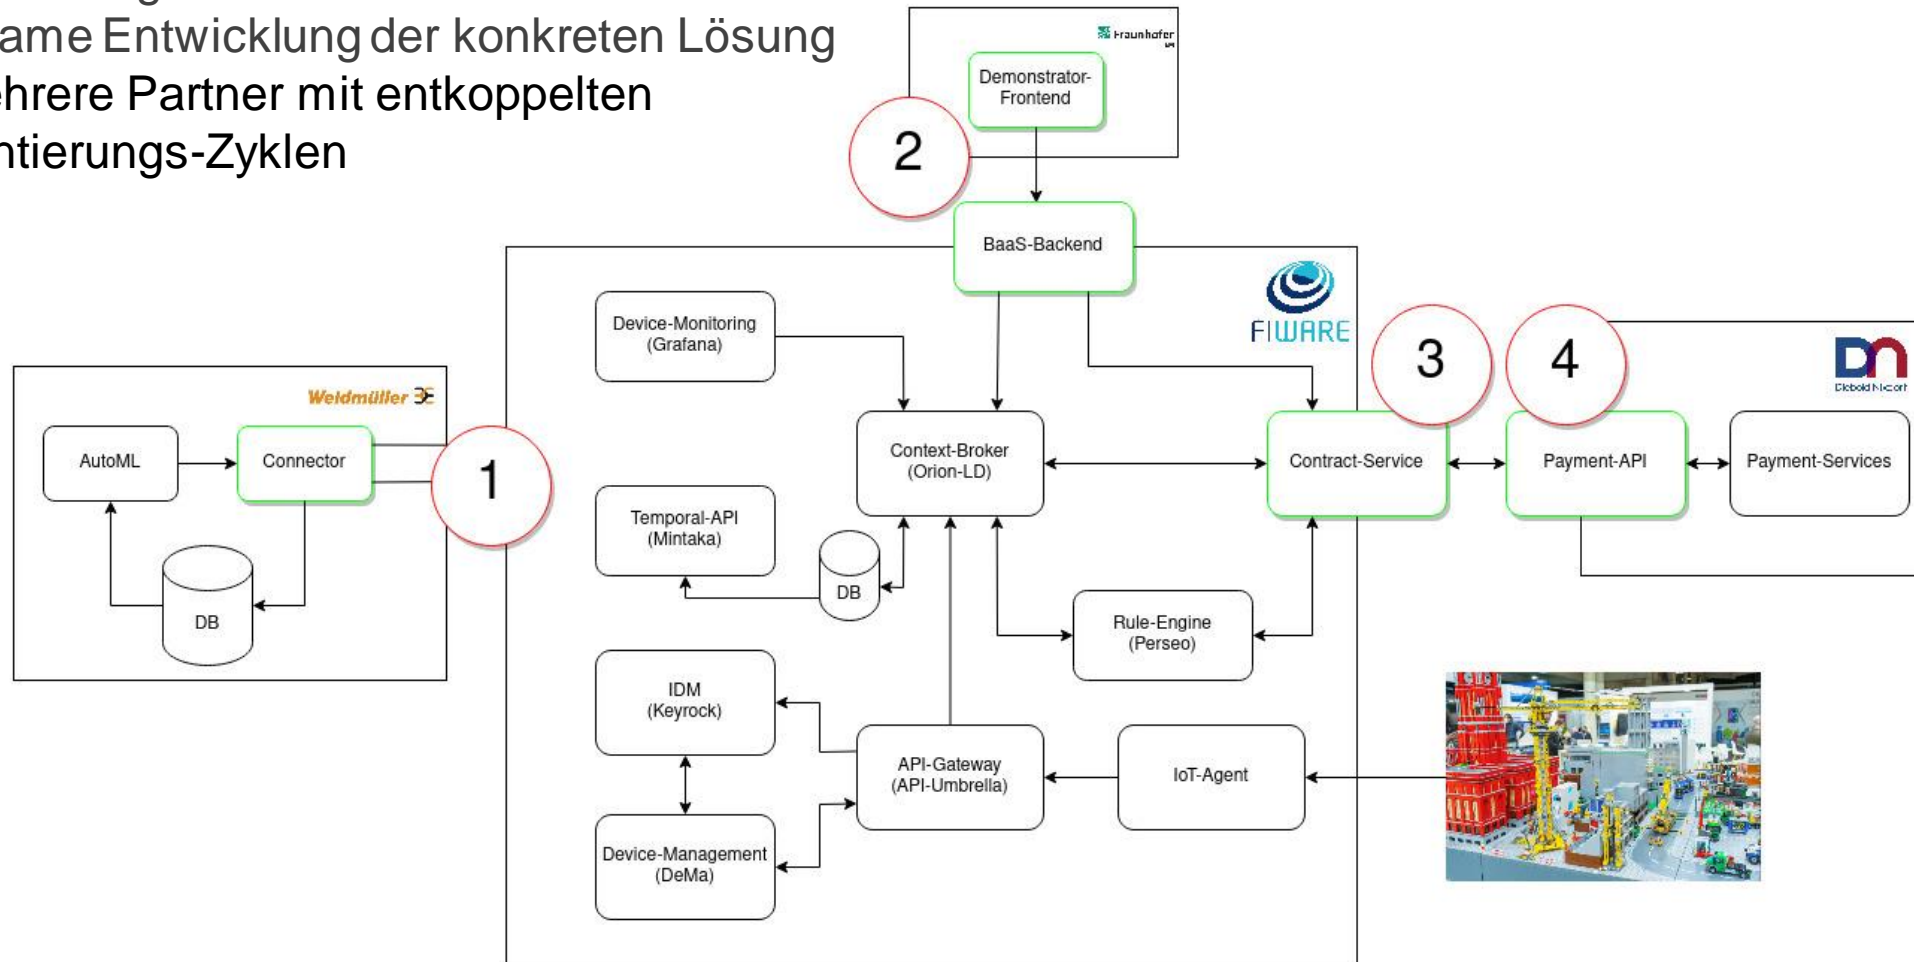 ame Entwicklung der konkreten Lösung
ehrere Partner mit entkoppelten
ntierungs-Zyklen
Fraunhofer
Demonstrator-
Frontend
2
BaaS-Backend
FIWARE
Device-Monitoring
(Grafana)
3
4
Weidmüller
AutoML
Connector
1
Context-Broker
(Orion-LD)
Contract-Service
Payment-API
Payment-Services
Temporal-API
(Mintaka)
DB
DB
Rule-Engine
(Perseo)
IDM
(Keyrock)
API-Gateway
(API-Umbrella)
IoT-Agent
Device-Management
(DeMa)